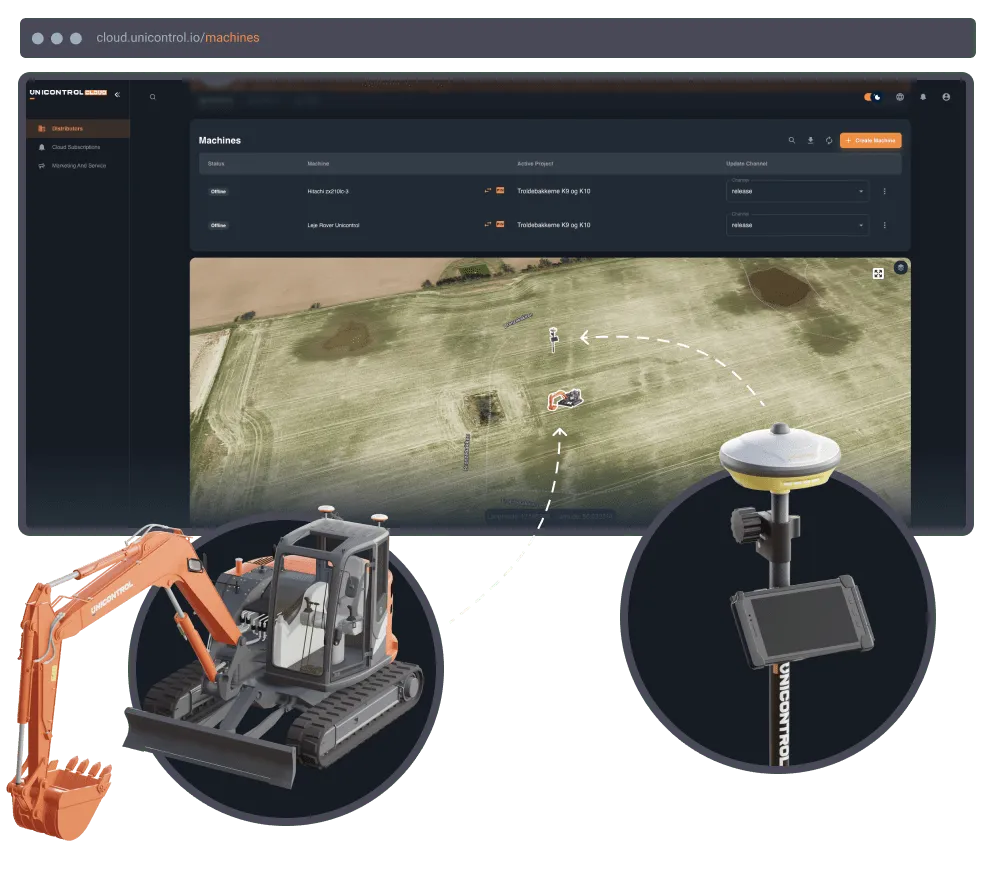 cloud.unicontrol.io/machines
UNICONTROL CLOUD
Distributors
Cloud Subscriptions
Marketing And Service
Machines
Create Machine
Status Machine Active Project Update Channel
Offline Hitachi zx210lc-3 Troldebakkerne K9 og K10 Channel release
Offline Leje Rover Unicontrol Troldebakkerne K9 og K10 Channel release
UNICONTROL
UNICONTROL